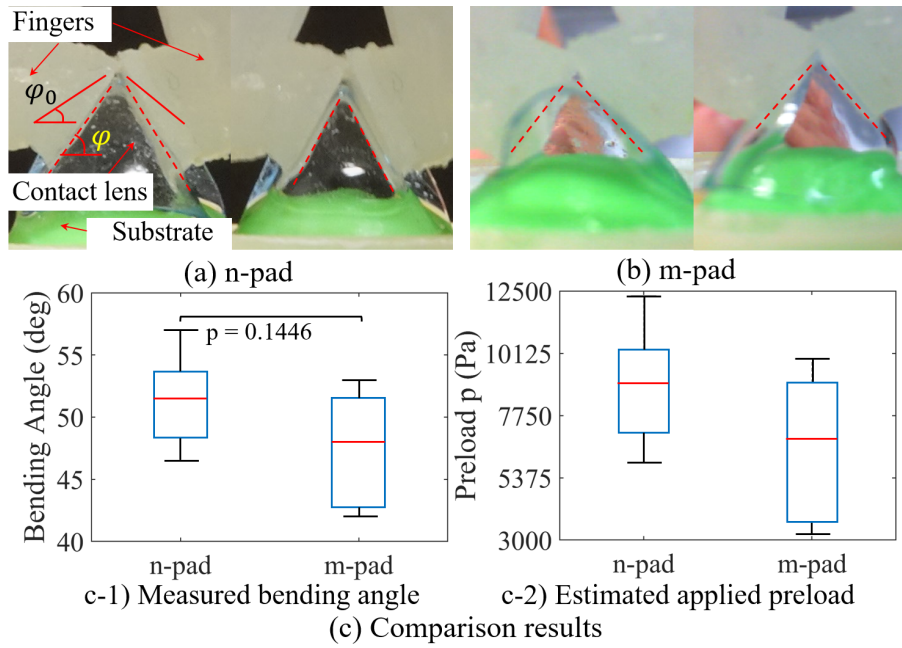 Fingers
φ0
φ
Contact lens
Substrate
(a) n-pad
(b) m-pad
60
55
50
45
40
Bending Angle (deg)
p = 0.1446
n-pad
m-pad
c-1) Measured bending angle
12500
10125
7750
5375
3000
Preload p (Pa)
n-pad
m-pad
c-2) Estimated applied preload
(c) Comparison results